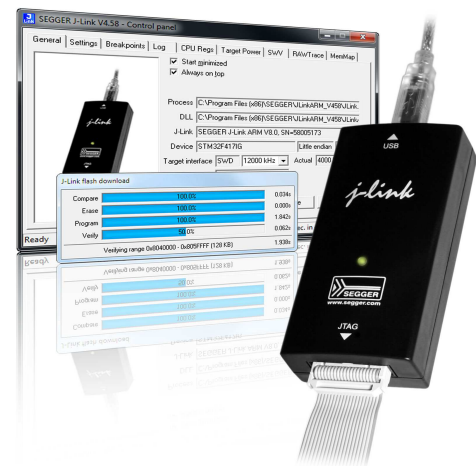 SEGGER J-Link V4.58 - Control panel
General Settings Breakpoints Log CPU Regs Target Power SWV RAWTrace MemMap
Start minimized
Always on top
Process C:\Program Files (x86)\SEGGER\JLinkARM_V458\JLink
DLL C:\Program Files (x86)\SEGGER\JLinkARM_V458\JLink
J-Link SEGGER J-Link ARM V8.0, SN=58005173
Device STM32F417IG Little endian
Target interface SWD 12000 kHz Actual 4000
J-Link flash download
Compare 100.0% 0.034s
Erase 100.0% 0.000s
Program 100.0% 1.842s
Verify 50.0% 0.062s
Verifying range 0x8040000 - 0x805FFFF (128 KB) 1.938s
Ready
sec. in
j-link
USB
j-link
SEGGER
www.segger.com
JTAG